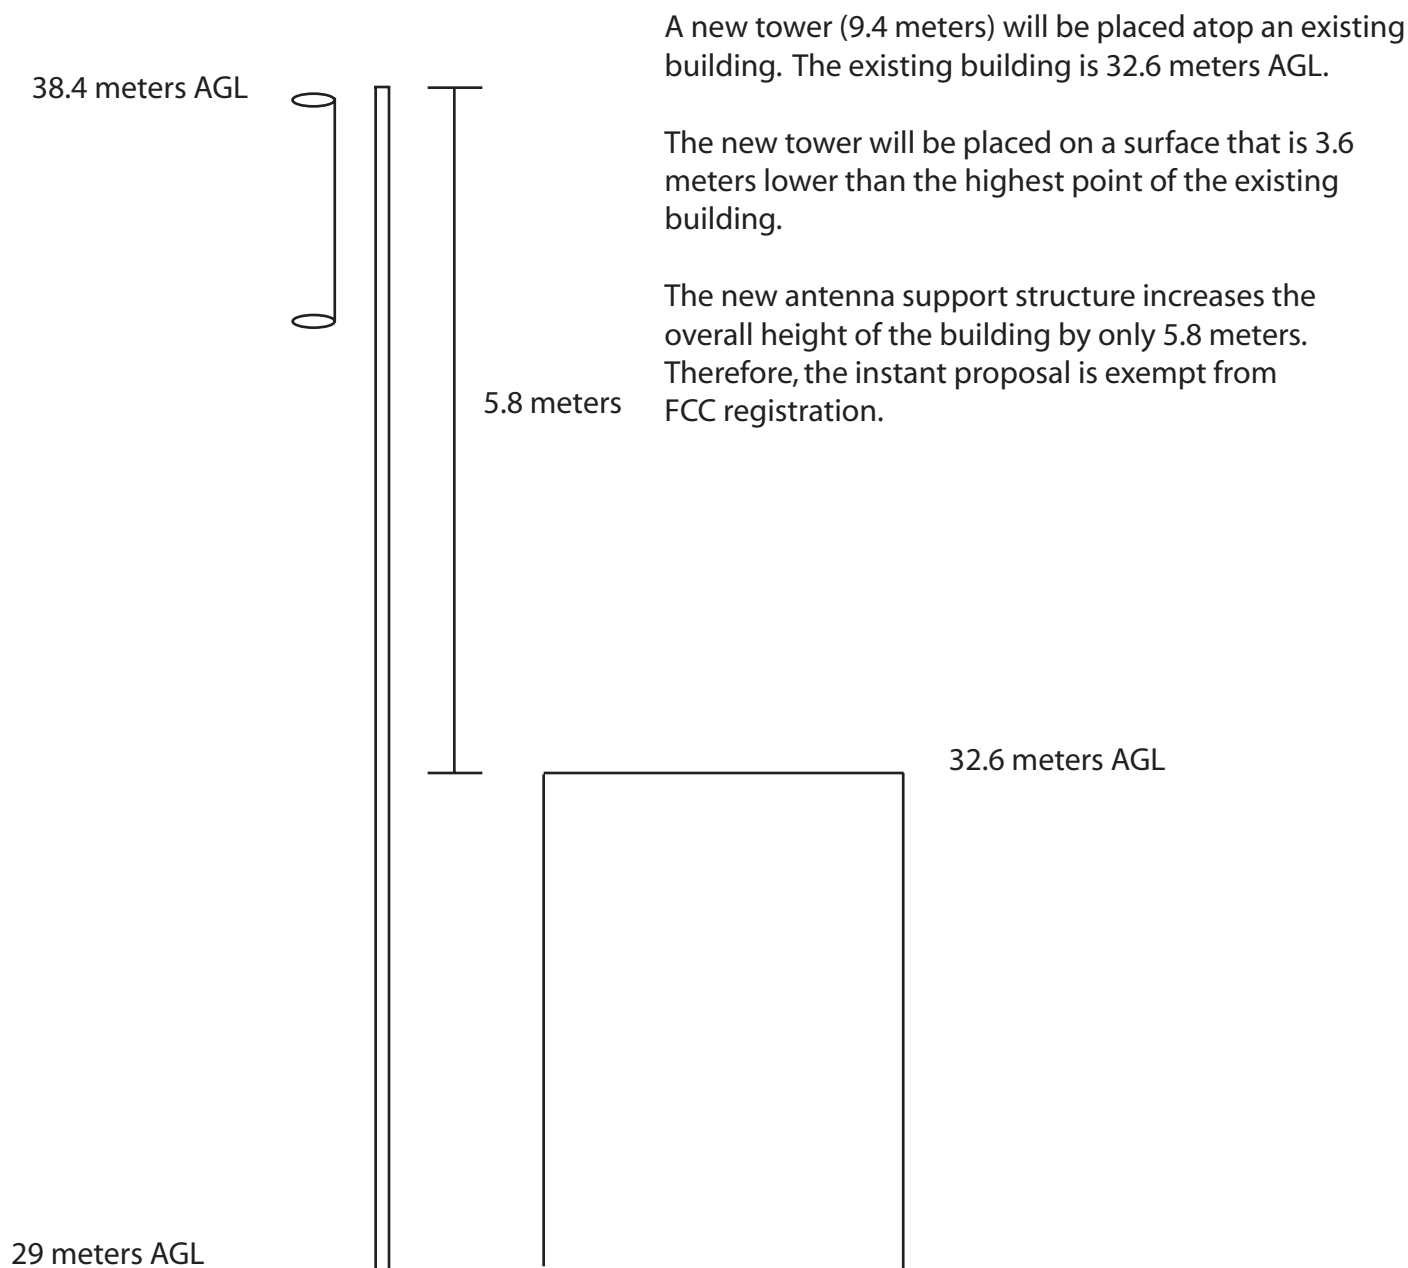 A new tower (9.4 meters) will be placed atop an existing
building. The existing building is 32.6 meters AGL.
38.4 meters AGL
The new tower will be placed on a surface that is 3.6
meters lower than the highest point of the existing
building.
The new antenna support structure increases the
overall height of the building by only 5.8 meters.
Therefore, the instant proposal is exempt from
FCC registration.
5.8 meters
32.6 meters AGL
29 meters AGL